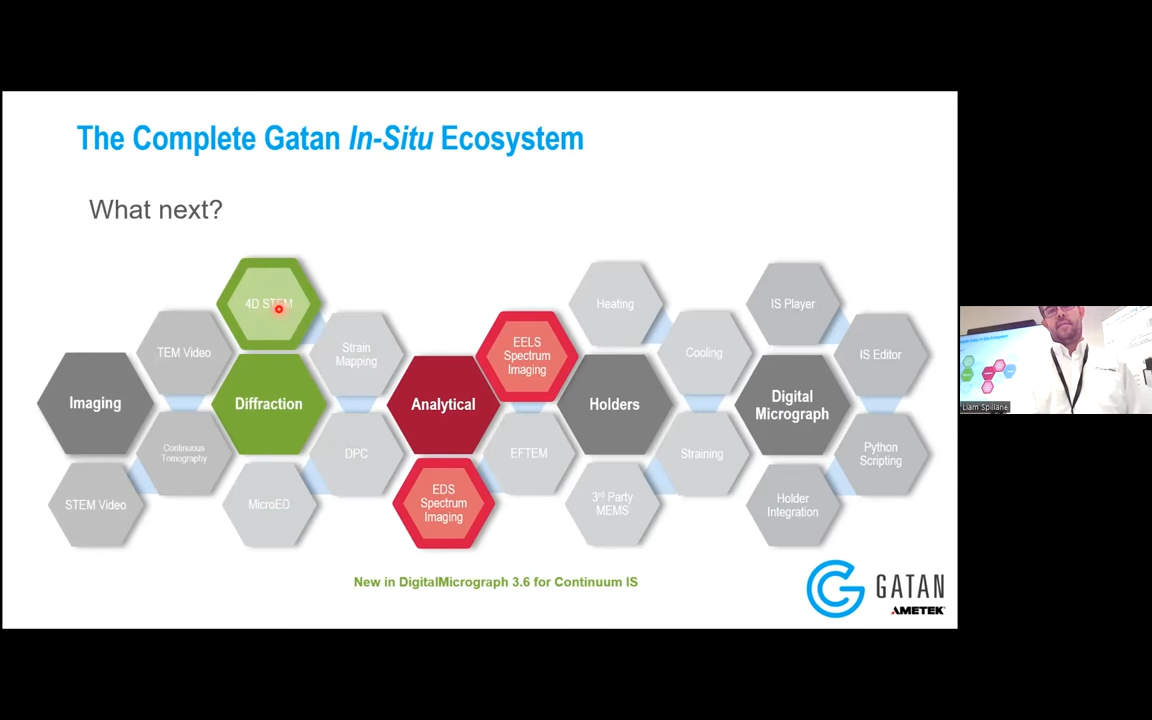 The Complete Gatan In-Situ Ecosystem
What next?
4D STEM
Heating
IS Player
TEM Video
Strain
Mapping
EELS
Spectrum
Imaging
Cooling
IS Editor
Imaging
Diffraction
Analytical
Holders
Digital
Micrograph
Continuous
Tomography
DPC
EFTEM
Straining
Python
Scripting
STEM Video
MicroED
EDS
Spectrum
Imaging
3rd Party
MEMS
Holder
Integration
New in DigitalMicrograph 3.6 for Continuum IS
GATAN
AMETEK
Liam Spillane